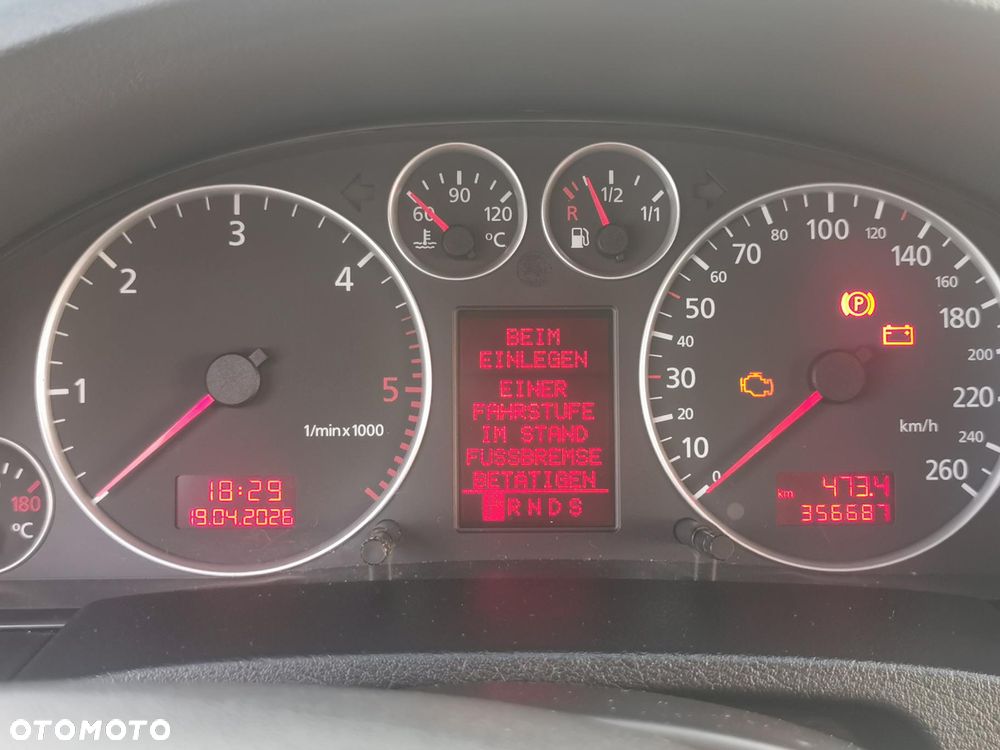 60 90 120
°C
R 1/2 1/1
1 2 3 4 5
1/min x 1000
18:29
19.04.2026
180
°C
BEIM
EINLEGEN
EINER
FAHRSTUFE
IM STAND
FUSSBREMSE
BETÄTIGEN
R N D S
0 10 20 30 40 50 60 70 80 100 120 140 160 180 200 220 240 260
km/h
P
km 473.4
356687
OTOMOTO